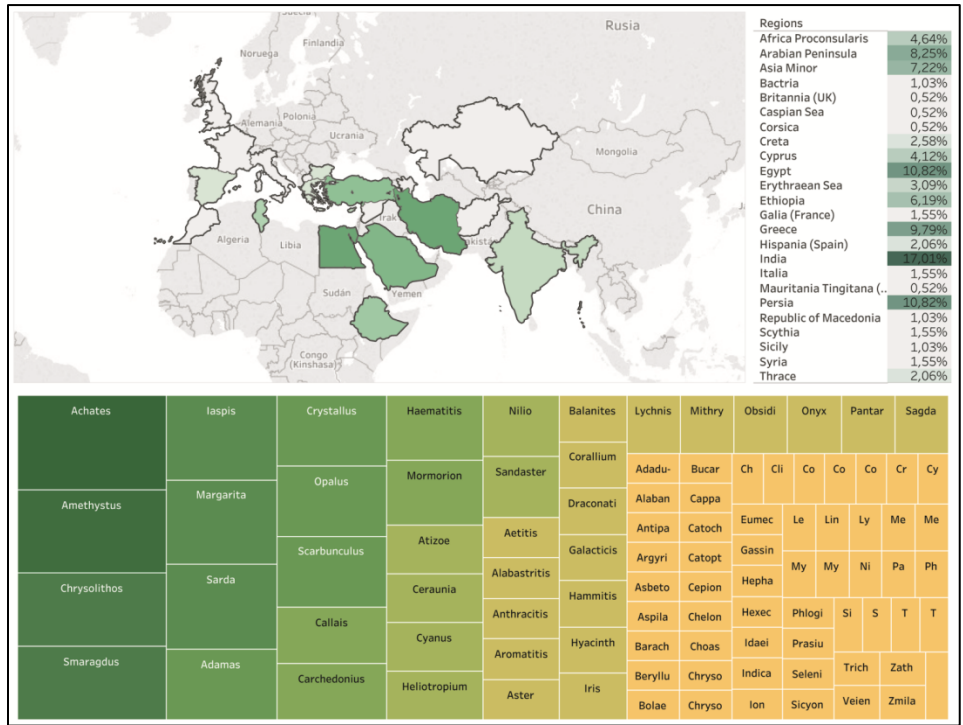 Rusia
Finlandia
Noruega
Polonia
Alemania
Ucrania
Mongolia
China
Irak
Argelia
Libia
Sudán
Yemen
Congo
(Kinshasa)
Regions
Africa Proconsularis 4,64%
Arabian Peninsula 8,25%
Asia Minor 7,22%
Bactria 1,03%
Britannia (UK) 0,52%
Caspian Sea 0,52%
Corsica 0,52%
Creta 2,58%
Cyprus 4,12%
Egypt 10,82%
Erythraean Sea 3,09%
Ethiopia 6,19%
Galia (France) 1,55%
Greece 9,79%
Hispania (Spain) 2,06%
India 17,01%
Italia 1,55%
Mauritania Tingitana (.. 0,52%
Persia 10,82%
Republic of Macedonia 1,03%
Scythia 1,55%
Sicily 1,03%
Syria 1,55%
Thrace 2,06%
Achates
Amethystus
Chrysolithos
Smaragdus
Iaspis
Margarita
Sarda
Adamas
Crystallus
Opalus
Scarbunculus
Callais
Carchedonius
Haematitis
Mormorion
Atizoe
Ceraunia
Cyanus
Heliotropium
Nilio
Sandaster
Aetitis
Alabastritis
Anthracitis
Aromatitis
Aster
Balanites
Corallium
Draconati
Galacticis
Hammitis
Hyacinth
Iris
Lychnis Mithry Obsidi Onyx Pantar Sagda
Adadu-
Alaban
Antipa
Argyri
Asbeto
Aspila
Barach
Beryllu
Bolae
Bucar
Cappa
Catoch
Catopt
Cepion
Chelon
Choas
Chryso
Chryso
Ch Cli Co Co Co Cr Cy
Eumec
Gassin
Hepha
Hexec
Idaei
Indica
Ion
Le Lin Ly Me Me
My My Ni Pa Ph
Phlogi
Prasiu
Seleni
Sicyon
Si S T T
Trich Zath
Veien Zmila